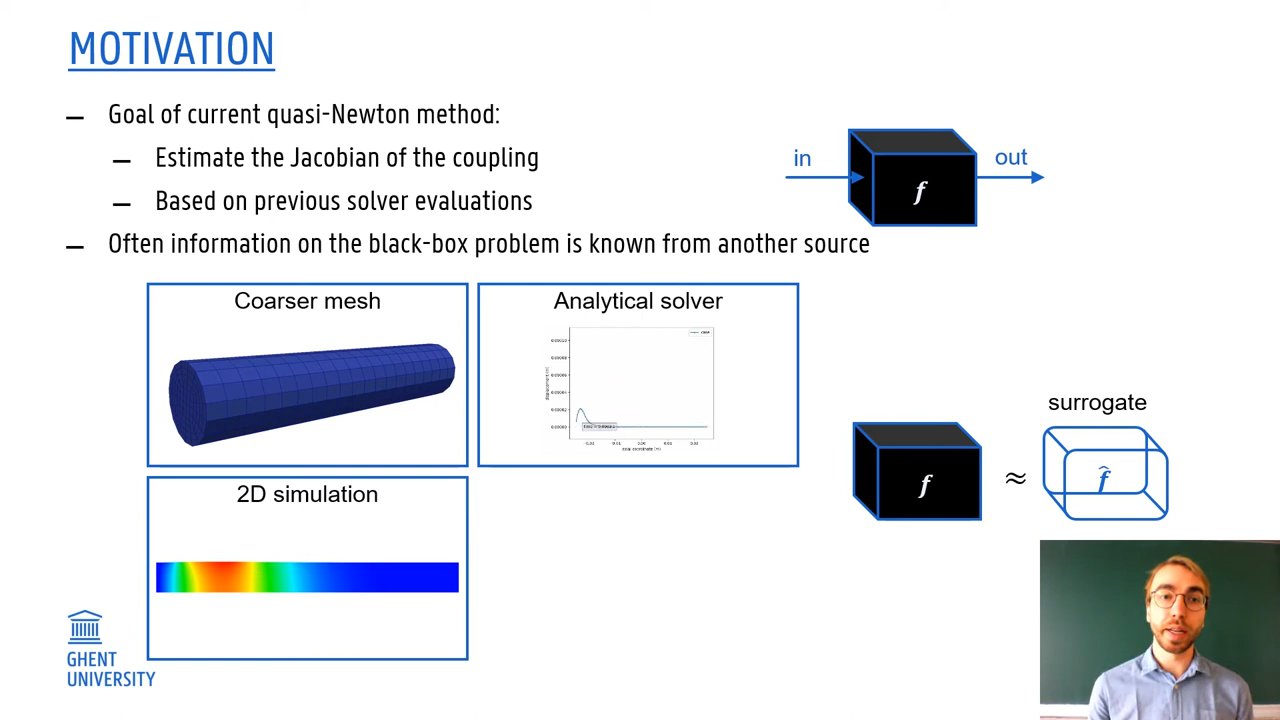 MOTIVATION
– Goal of current quasi-Newton method:
– Estimate the Jacobian of the coupling
– Based on previous solver evaluations
– Often information on the black-box problem is known from another source
in
f
out
Coarser mesh
Analytical solver
2D simulation
surrogate
f ≈ f̂
GHENT
UNIVERSITY